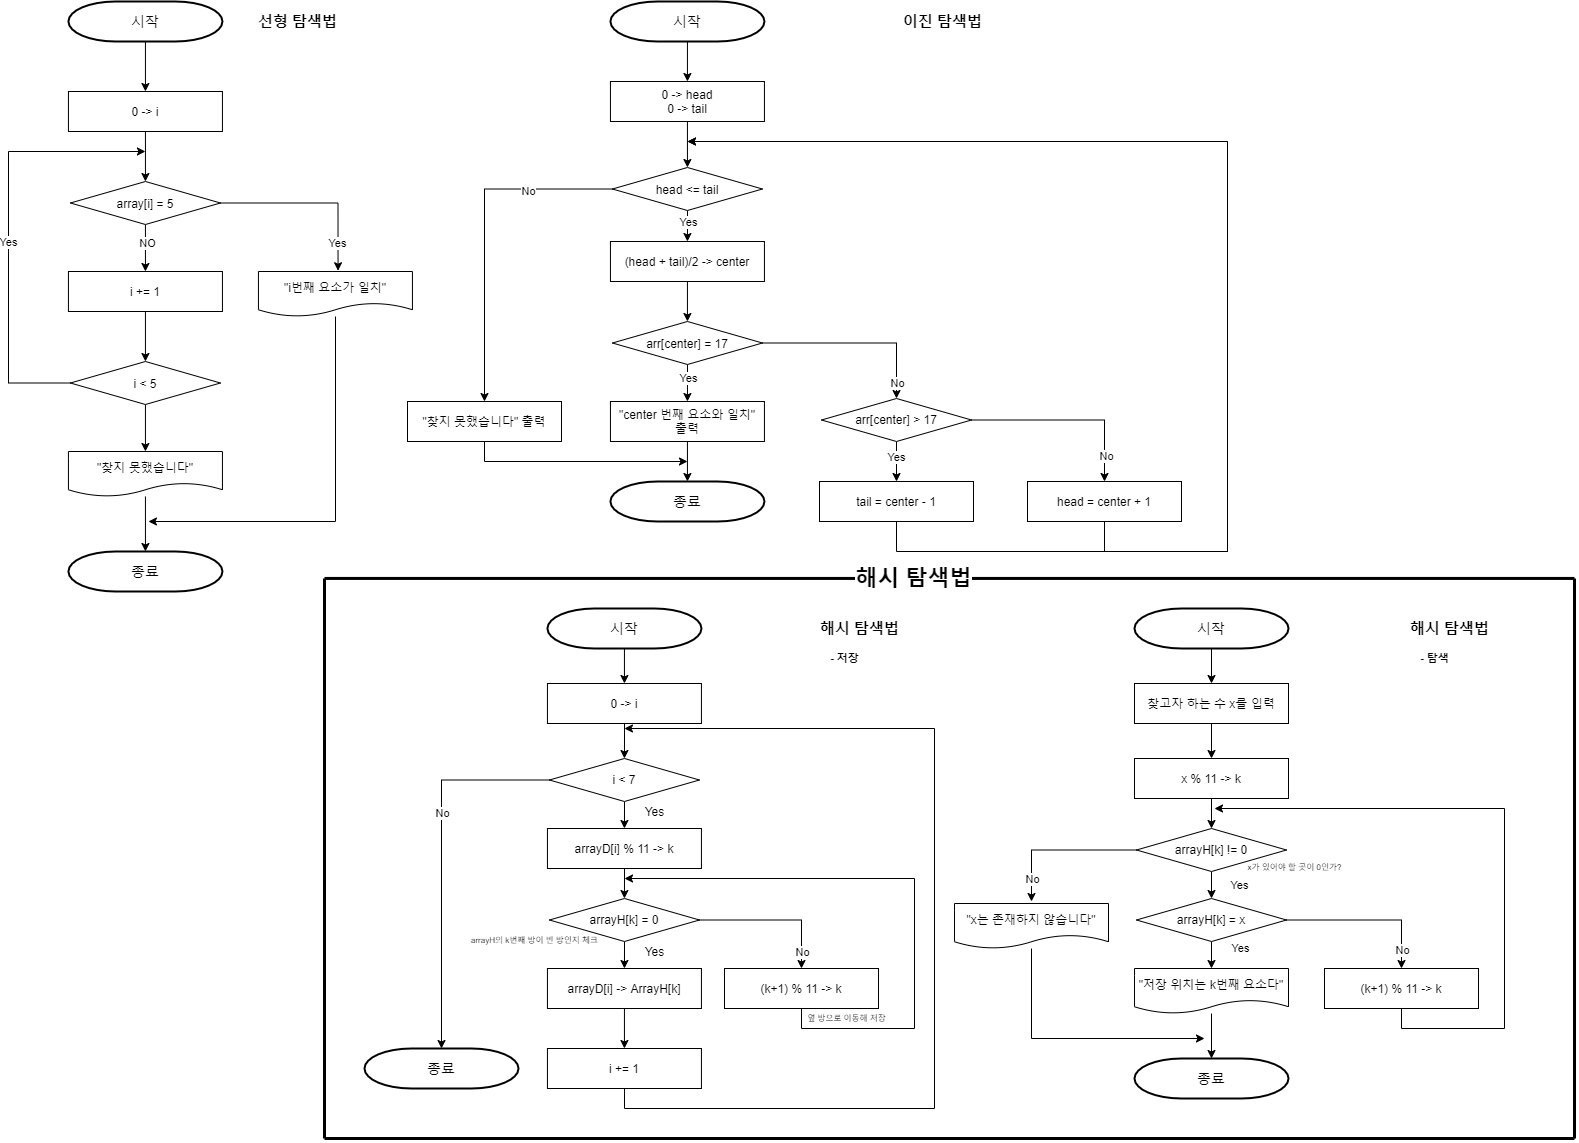 시작
선형 탐색법
0 -> i
array[i] = 5
Yes
NO
Yes
i += 1
"i번째 요소가 일치"
i < 5
"찾지 못했습니다"
종료
시작
이진 탐색법
0 -> head
0 -> tail
head <= tail
No
Yes
(head + tail)/2 -> center
arr[center] = 17
Yes
No
"찾지 못했습니다" 출력
"center 번째 요소와 일치"
출력
arr[center] > 17
Yes
No
종료
tail = center - 1
head = center + 1
해시 탐색법
시작
해시 탐색법
- 저장
0 -> i
i < 7
No
Yes
arrayD[i] % 11 -> k
arrayH[k] = 0
arrayH의 k번째 방이 빈 방인지 체크
Yes
No
arrayD[i] -> ArrayH[k]
(k+1) % 11 -> k
옆 방으로 이동해 저장
종료
i += 1
시작
해시 탐색법
- 탐색
찾고자 하는 수 x를 입력
x % 11 -> k
arrayH[k] != 0
x가 있어야 할 곳이 0인가?
No
Yes
"x는 존재하지 않습니다"
arrayH[k] = x
Yes
No
"저장 위치는 k번째 요소다"
(k+1) % 11 -> k
종료